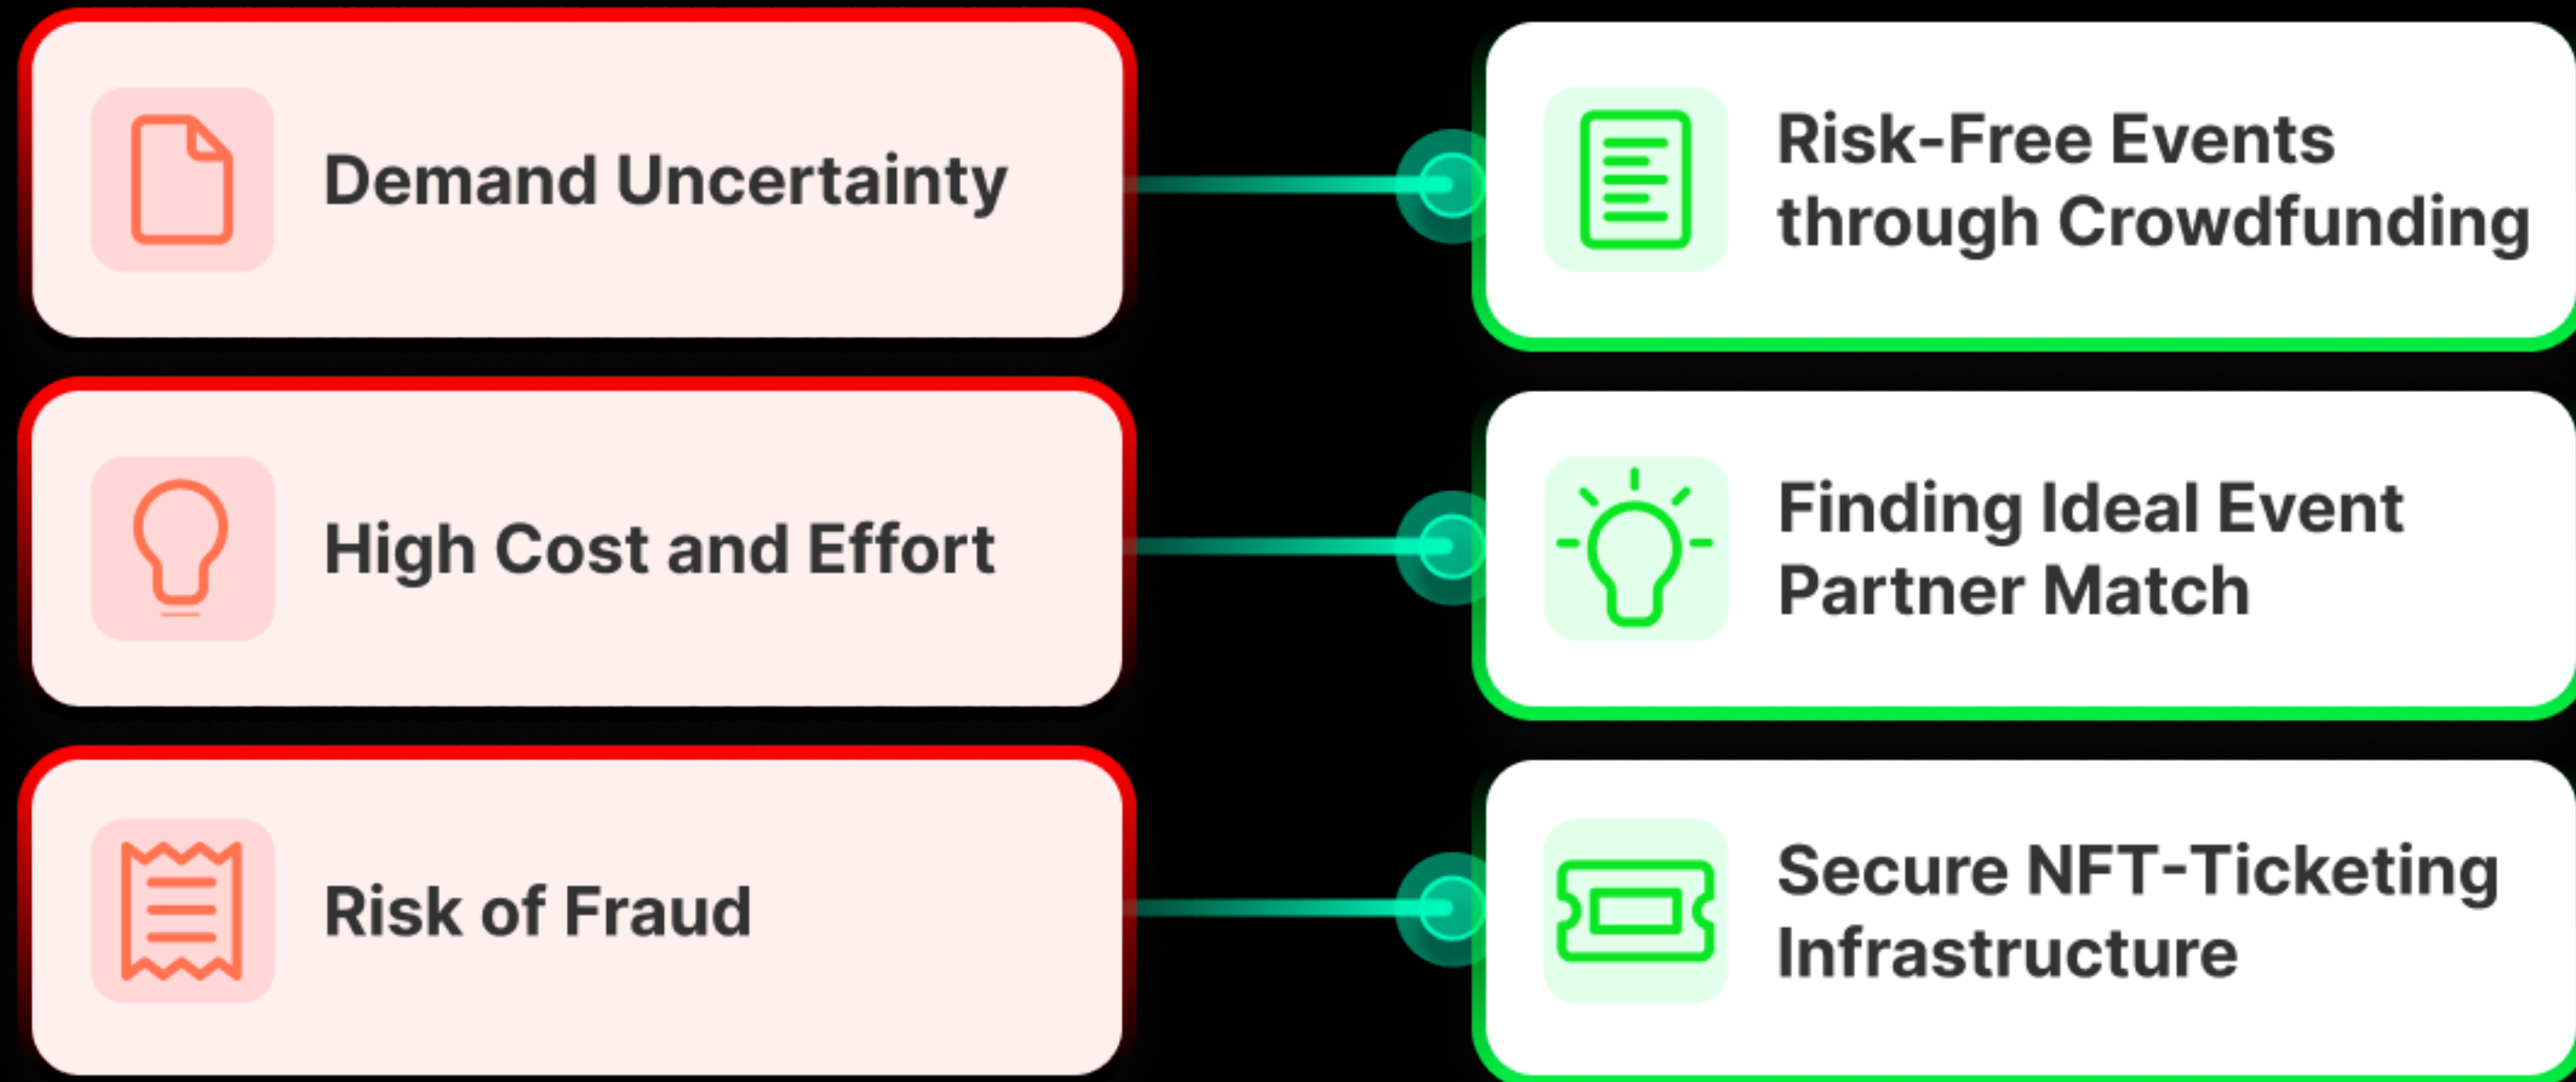 Demand Uncertainty
Risk-Free Events
through Crowdfunding
High Cost and Effort
Finding Ideal Event
Partner Match
Risk of Fraud
Secure NFT-Ticketing
Infrastructure